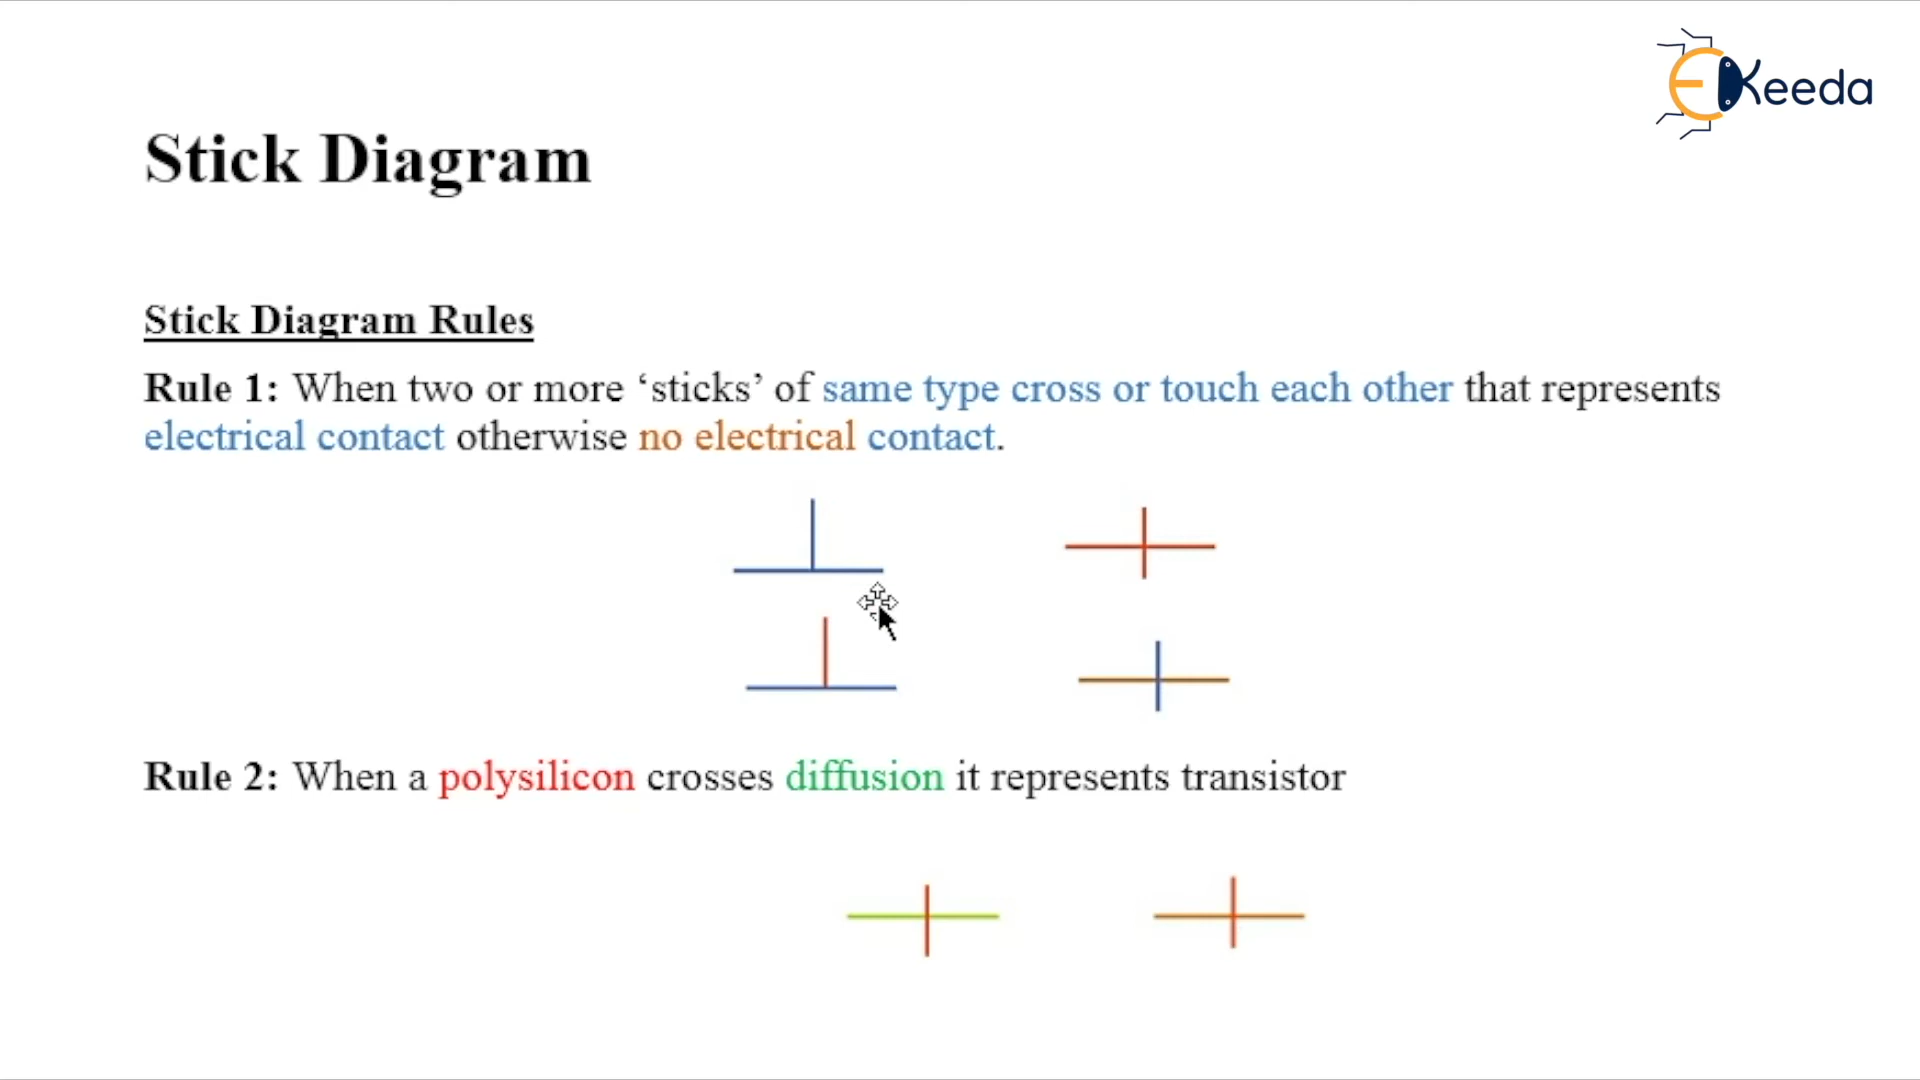 EKeeda
Stick Diagram
Stick Diagram Rules
Rule 1: When two or more ‘sticks’ of same type cross or touch each other that represents
electrical contact otherwise no electrical contact.
Rule 2: When a polysilicon crosses diffusion it represents transistor